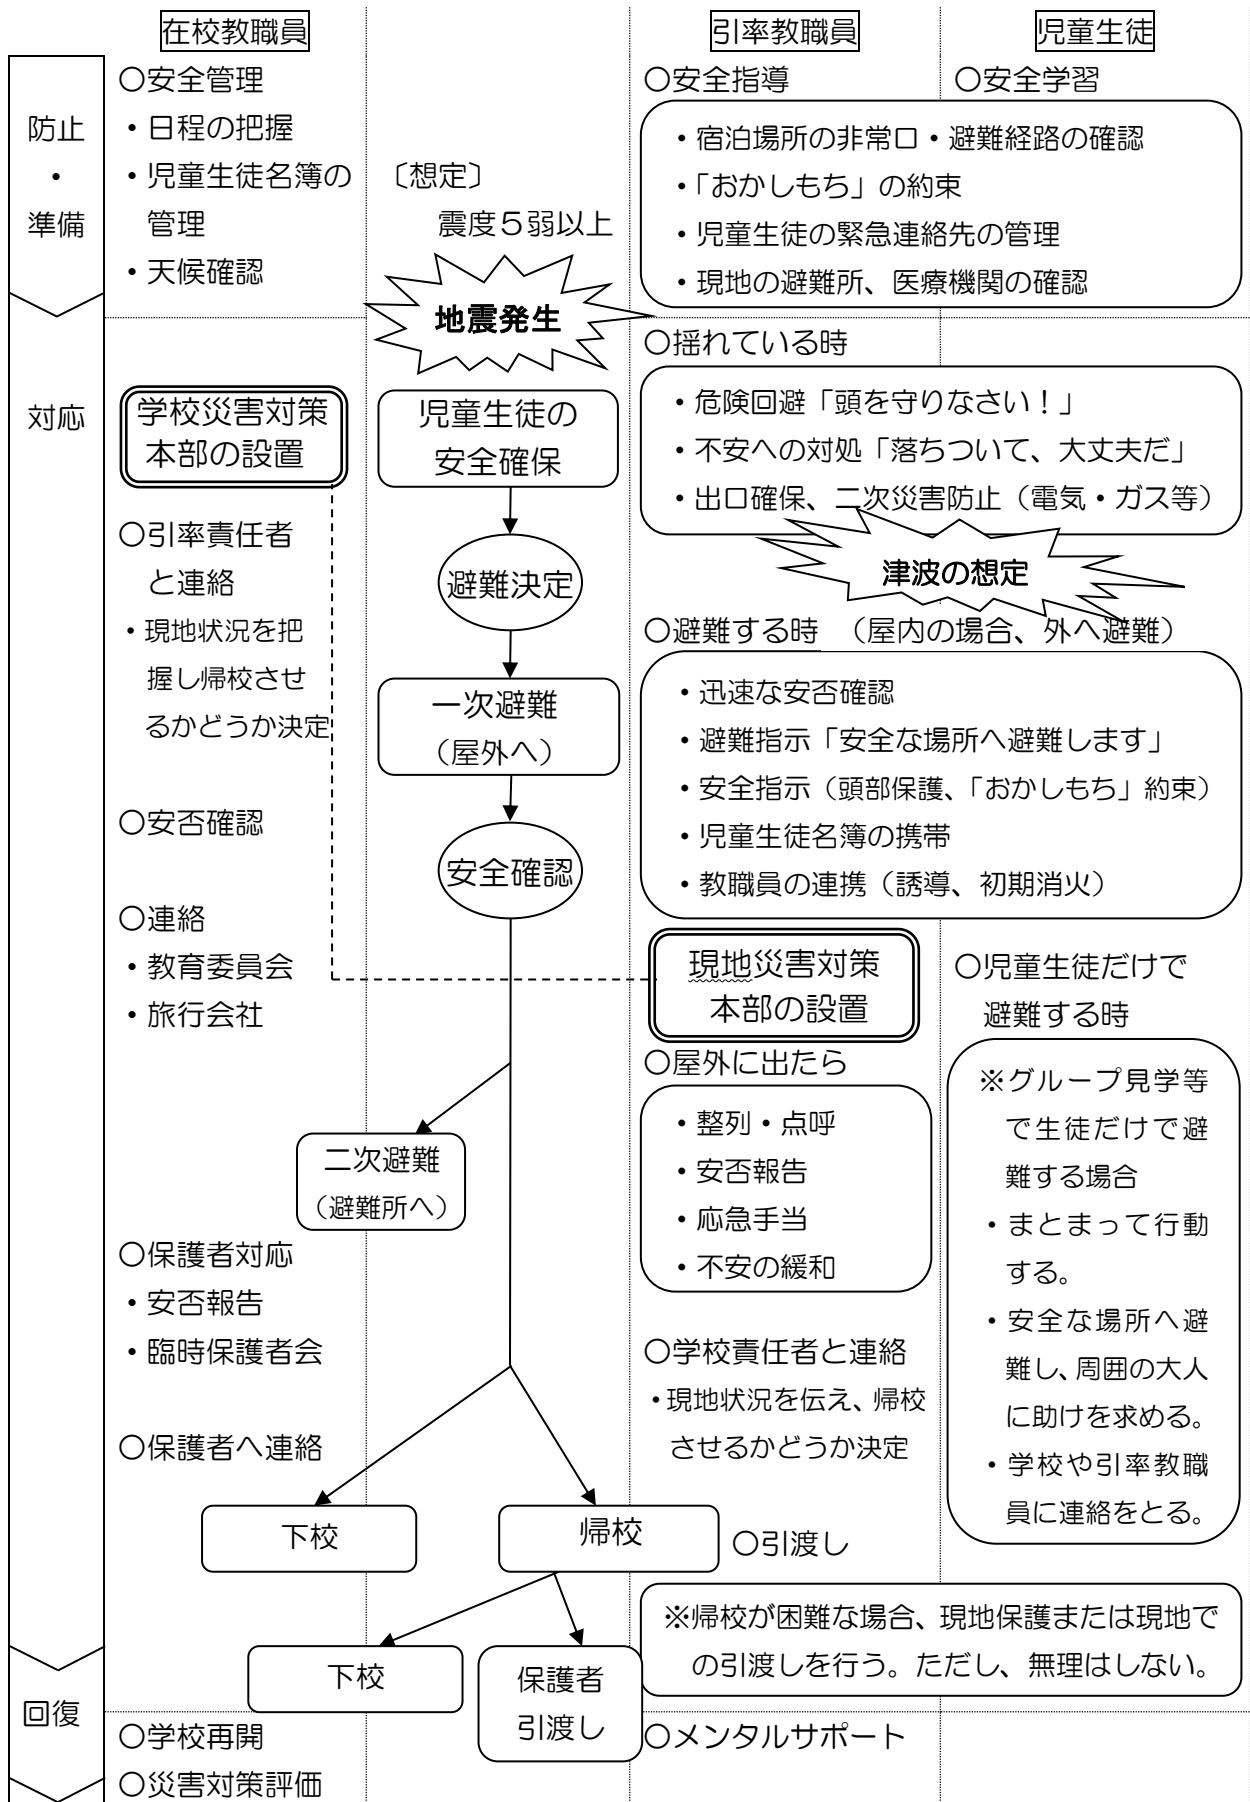 在校教職員
引率教職員
児童生徒
防止
・
準備
対応
回復
〇安全管理
・日程の把握
・児童生徒名簿の
管理
・天候確認
〔想定〕
震度5弱以上
地震発生
〇安全指導
〇安全学習
・宿泊場所の非常口・避難経路の確認
・「おかしもち」の約束
・児童生徒の緊急連絡先の管理
・現地の避難所、医療機関の確認
学校災害対策
本部の設置
児童生徒の
安全確保
〇揺れている時
・危険回避「頭を守りなさい！」
・不安への対処「落ちついて、大丈夫だ」
・出口確保、二次災害防止（電気・ガス等）
津波の想定
〇引率責任者
と連絡
・現地状況を把
握し帰校させ
るかどうか決定
避難決定
一次避難
（屋外へ）
〇避難する時　（屋内の場合、外へ避難）
・迅速な安否確認
・避難指示「安全な場所へ避難します」
・安全指示（頭部保護、「おかしもち」約束）
・児童生徒名簿の携帯
・教職員の連携（誘導、初期消火）
〇安否確認
安全確認
〇連絡
・教育委員会
・旅行会社
現地災害対策
本部の設置
〇児童生徒だけで
避難する時
〇屋外に出たら
・整列・点呼
・安否報告
・応急手当
・不安の緩和
※グループ見学等
で生徒だけで避
難する場合
・まとまって行動
する。
・安全な場所へ避
難し、周囲の大人
に助けを求める。
・学校や引率教職
員に連絡をとる。
二次避難
（避難所へ）
〇保護者対応
・安否報告
・臨時保護者会
〇学校責任者と連絡
・現地状況を伝え、帰校
させるかどうか決定
〇保護者へ連絡
下校
帰校
〇引渡し
※帰校が困難な場合、現地保護または現地で
の引渡しを行う。ただし、無理はしない。
下校
保護者
引渡し
〇学校再開
〇災害対策評価
〇メンタルサポート